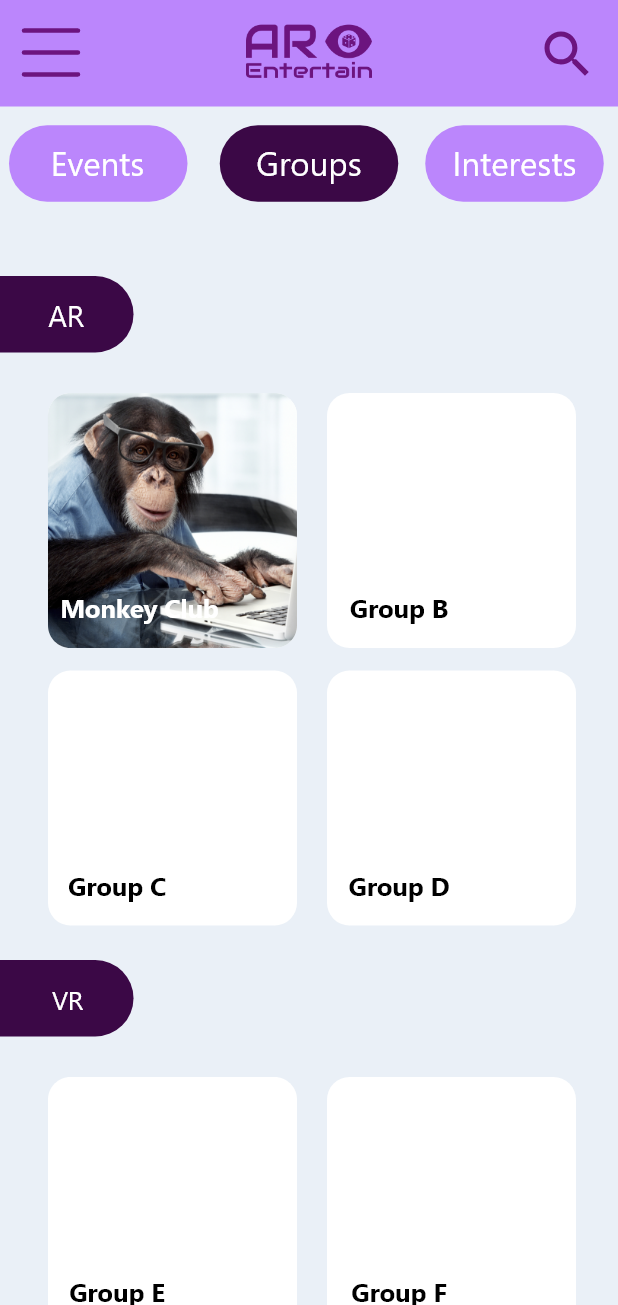 AR
Entertain
Events
Groups
Interests
AR
Monkey Club
Group B
Group C
Group D
VR
Group E
Group F